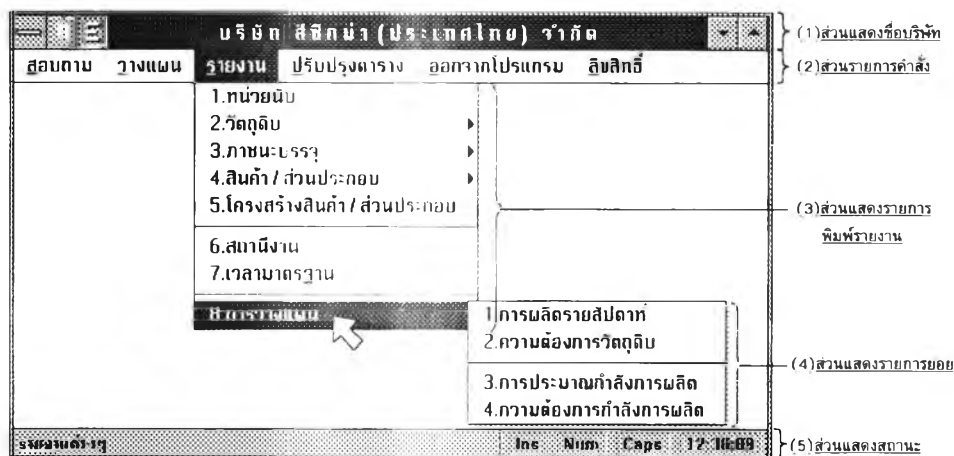 บริษัท สีซิกม่า (ประเทศไทย) จำกัด
(1)ส่วนแสดงชื่อบริษัท
สอบถาม วางแผน รายงาน ปรับปรุงตาราง ออกจากโปรแกรม ลิขสิทธิ์
(2)ส่วนรายการคำสั่ง
1.หน่วยนับ
2.วัตถุดิบ
3.ภาชนะบรรจุ
4.สินค้า / ส่วนประกอบ
5.โครงสร้างสินค้า / ส่วนประกอบ
(3)ส่วนแสดงรายการ
พิมพ์รายงาน
6.สถานีงาน
7.เวลามาตรฐาน
8.การวางแผน
1.การผลิตรายสัปดาห์
2.ความต้องการวัตถุดิบ
(4)ส่วนแสดงรายการยอย
3.การประมาณกำลังการผลิต
4.ความต้องการกำลังการผลิต
รายงานต่างๆ Ins Num Caps
(5)ส่วนแสดงสถานะ